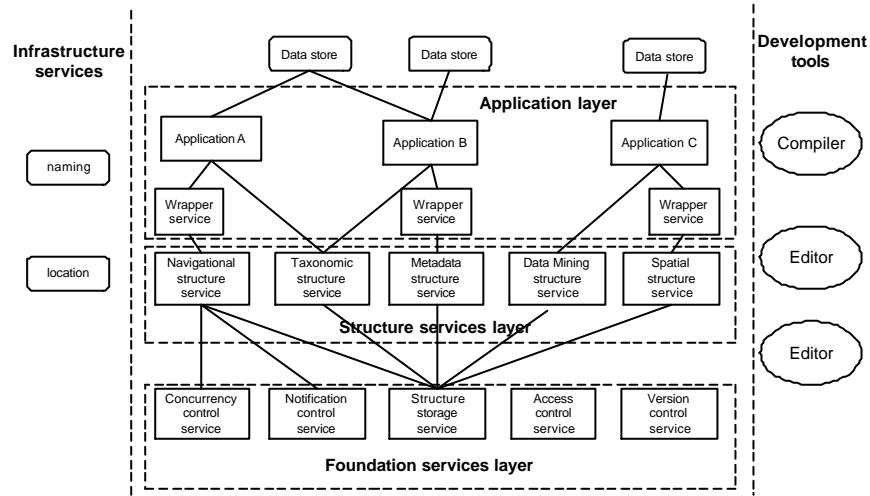 Infrastructure
services
naming
location
Data store
Data store
Data store
Application layer
Application A
Application B
Application C
Wrapper
service
Wrapper
service
Wrapper
service
Navigational
structure
service
Taxonomic
structure
service
Metadata
structure
service
Data Mining
structure
service
Spatial
structure
service
Structure services layer
Concurrency
control
service
Notification
control
service
Structure
storage
service
Access
control
service
Version
control
service
Foundation services layer
Development
tools
Compiler
Editor
Editor